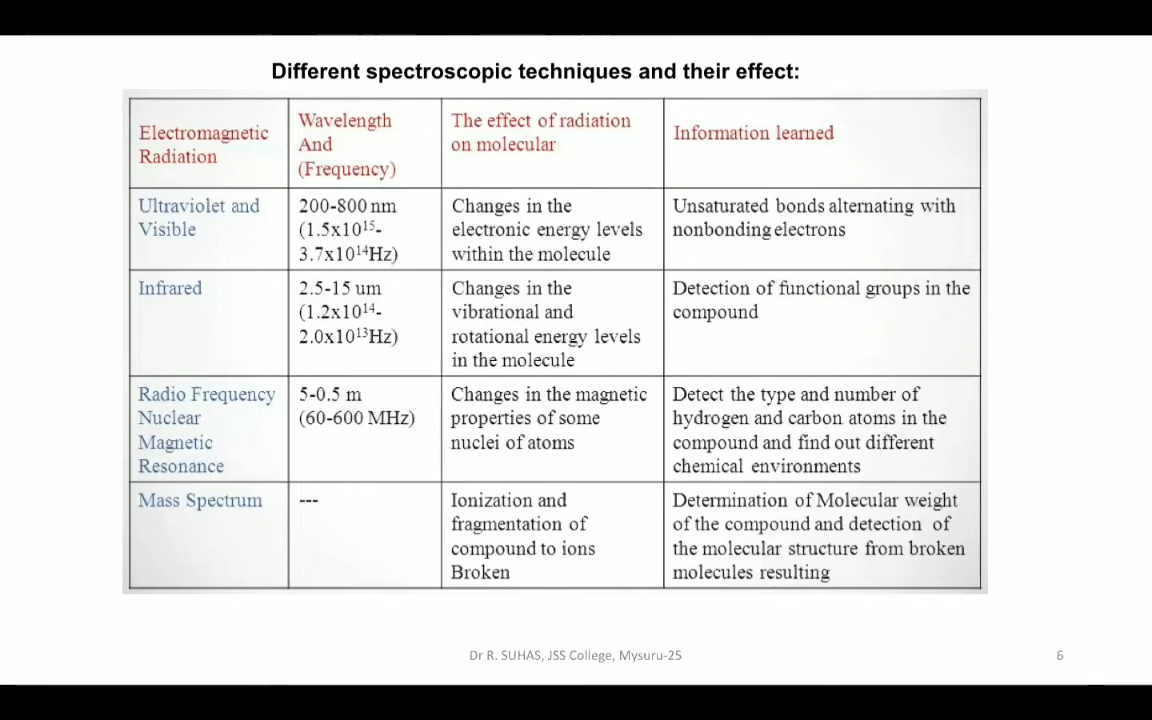 Different spectroscopic techniques and their effect:
Electromagnetic
Radiation
Wavelength
And
(Frequency)
The effect of radiation
on molecular
Information learned
Ultraviolet and
Visible
200-800 nm
(1.5x10¹⁵-
3.7x10¹⁴Hz)
Changes in the
electronic energy levels
within the molecule
Unsaturated bonds alternating with
nonbonding electrons
Infrared
2.5-15 um
(1.2x10¹⁴-
2.0x10¹³Hz)
Changes in the
vibrational and
rotational energy levels
in the molecule
Detection of functional groups in the
compound
Radio Frequency
Nuclear
Magnetic
Resonance
5-0.5 m
(60-600 MHz)
Changes in the magnetic
properties of some
nuclei of atoms
Detect the type and number of
hydrogen and carbon atoms in the
compound and find out different
chemical environments
Mass Spectrum
---
Ionization and
fragmentation of
compound to ions
Broken
Determination of Molecular weight
of the compound and detection of
the molecular structure from broken
molecules resulting
Dr R. SUHAS, JSS College, Mysuru-25
6